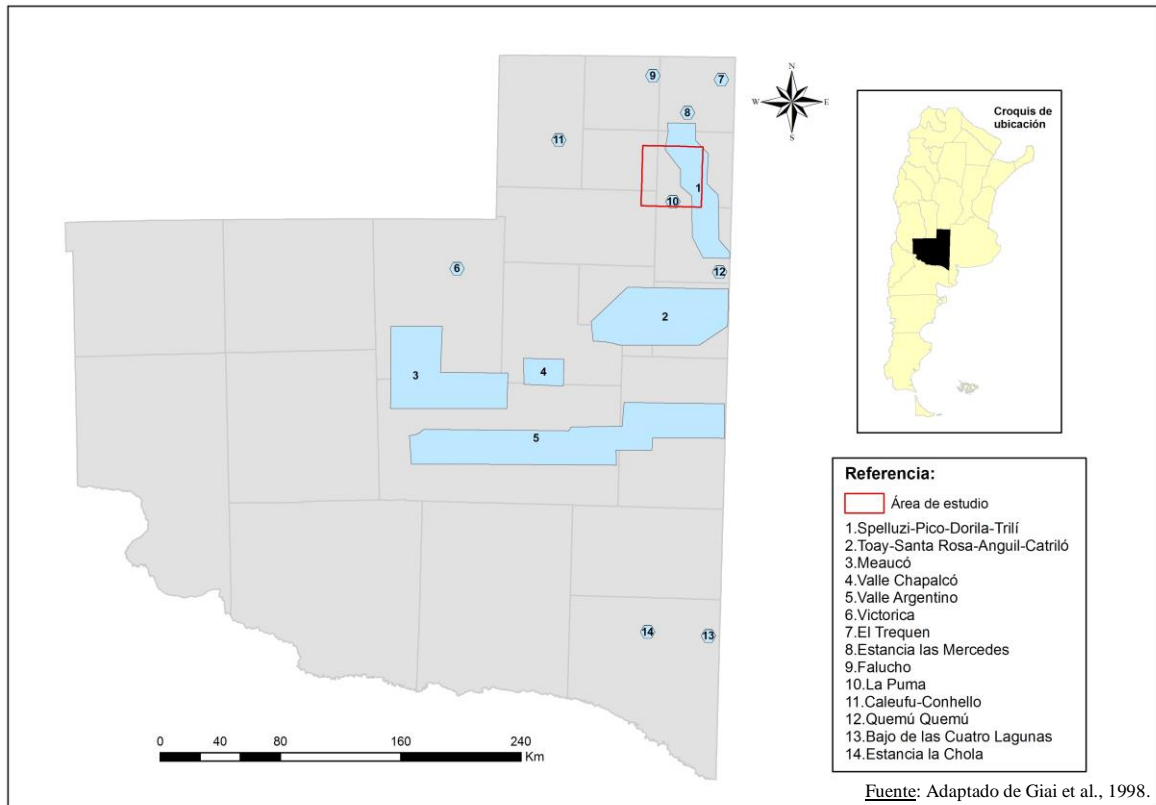 9
7
8
11
1
10
6
12
2
3
4
5
14
13
N
W
E
S
Croquis de
ubicación
Referencia:
Área de estudio
1.Spelluzi-Pico-Dorila-Trilí
2.Toay-Santa Rosa-Anguil-Catriló
3.Meaucó
4.Valle Chapalcó
5.Valle Argentino
6.Victorica
7.El Trequen
8.Estancia las Mercedes
9.Falucho
10.La Puma
11.Caleufu-Conhello
12.Quemú Quemú
13.Bajo de las Cuatro Lagunas
14.Estancia la Chola
0 40 80 160 240
Km
Fuente: Adaptado de Giai et al., 1998.